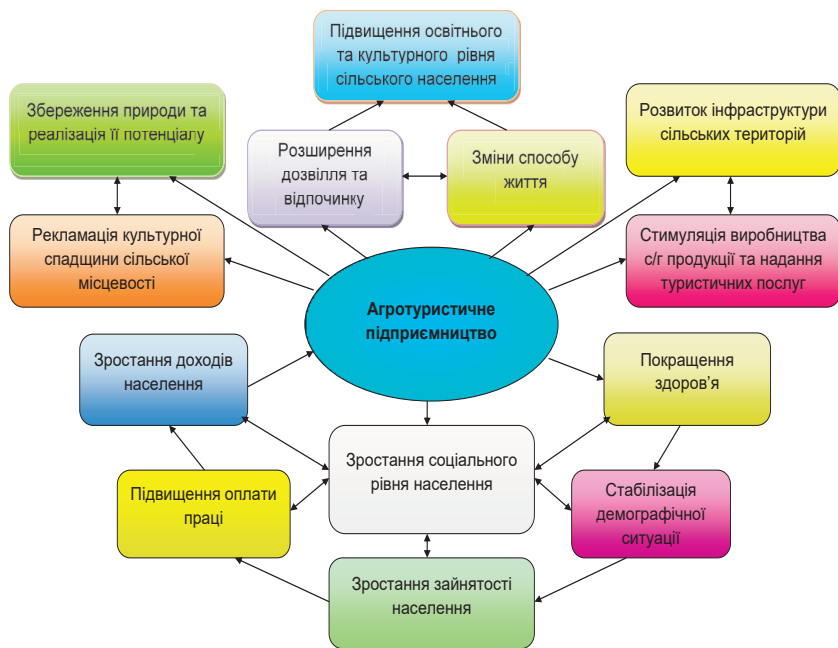 Підвищення освітнього
та культурного рівня
сільського населення
Збереження природи та
реалізація її потенціалу
Розвиток інфраструктури
сільських територій
Розширення
дозвілля та
відпочинку
Зміни способу
життя
Рекламація культурної
спадщини сільської
місцевості
Стимуляція виробництва
с/г продукції та надання
туристичних послуг
Агротуристичне
підприємництво
Зростання доходів
населення
Покращення
здоров’я
Зростання соціального
рівня населення
Підвищення оплати
праці
Стабілізація
демографічної
ситуації
Зростання зайнятості
населення